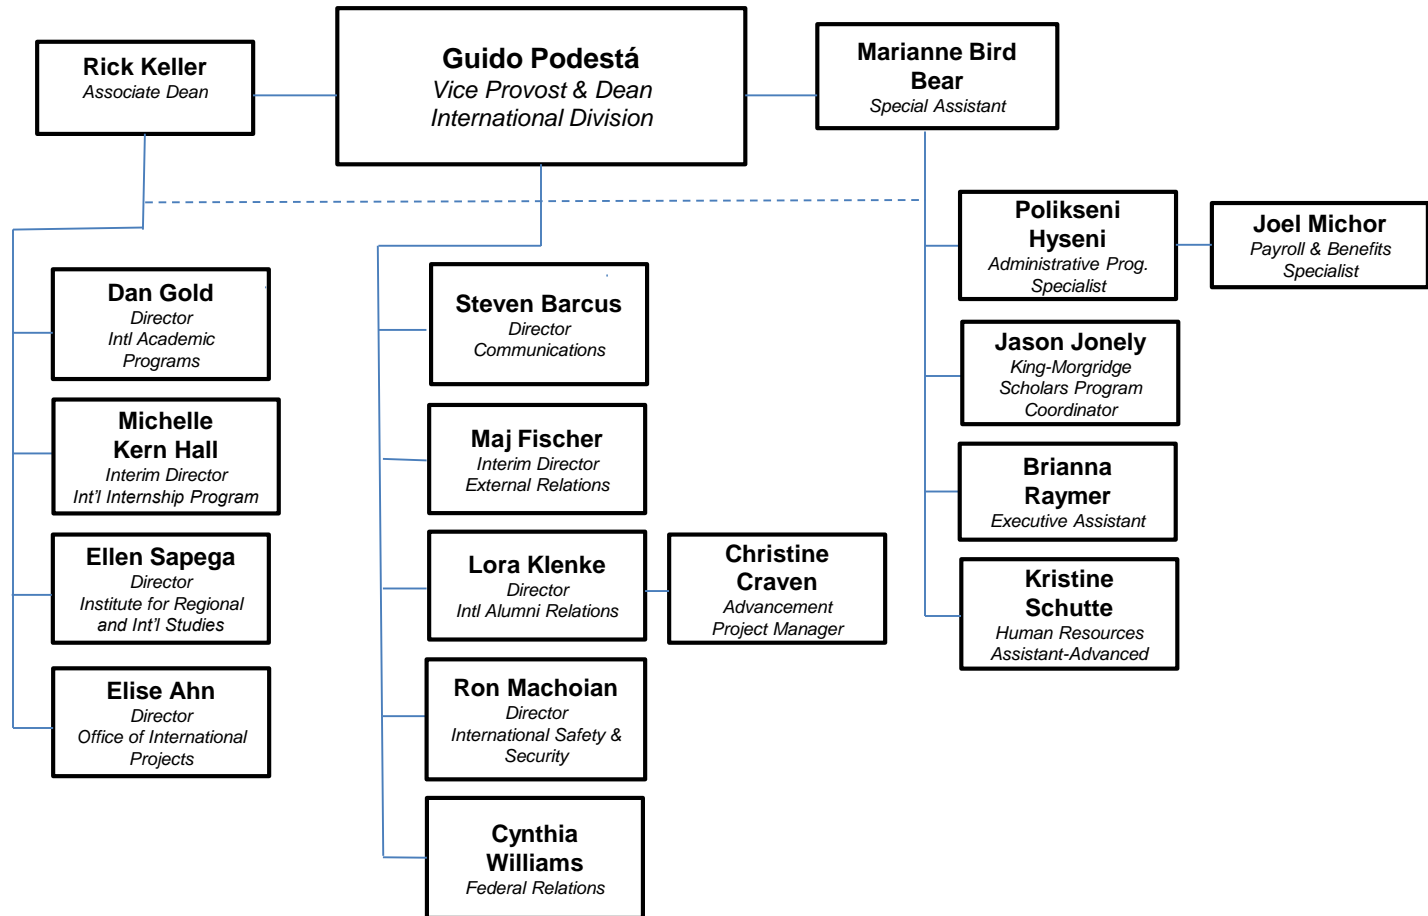 Rick Keller
Associate Dean
Guido Podestá
Vice Provost & Dean
International Division
Marianne Bird
Bear
Special Assistant
Dan Gold
Director
Intl Academic
Programs
Michelle
Kern Hall
Interim Director
Int'l Internship Program
Ellen Sapega
Director
Institute for Regional
and Int'l Studies
Elise Ahn
Director
Office of International
Projects
Steven Barcus
Director
Communications
Maj Fischer
Interim Director
External Relations
Lora Klenke
Director
Intl Alumni Relations
Christine
Craven
Advancement
Project Manager
Ron Machoian
Director
International Safety &
Security
Cynthia
Williams
Federal Relations
Polikseni
Hyseni
Administrative Prog.
Specialist
Joel Michor
Payroll & Benefits
Specialist
Jason Jonely
King-Morgridge
Scholars Program
Coordinator
Brianna
Raymer
Executive Assistant
Kristine
Schutte
Human Resources
Assistant-Advanced